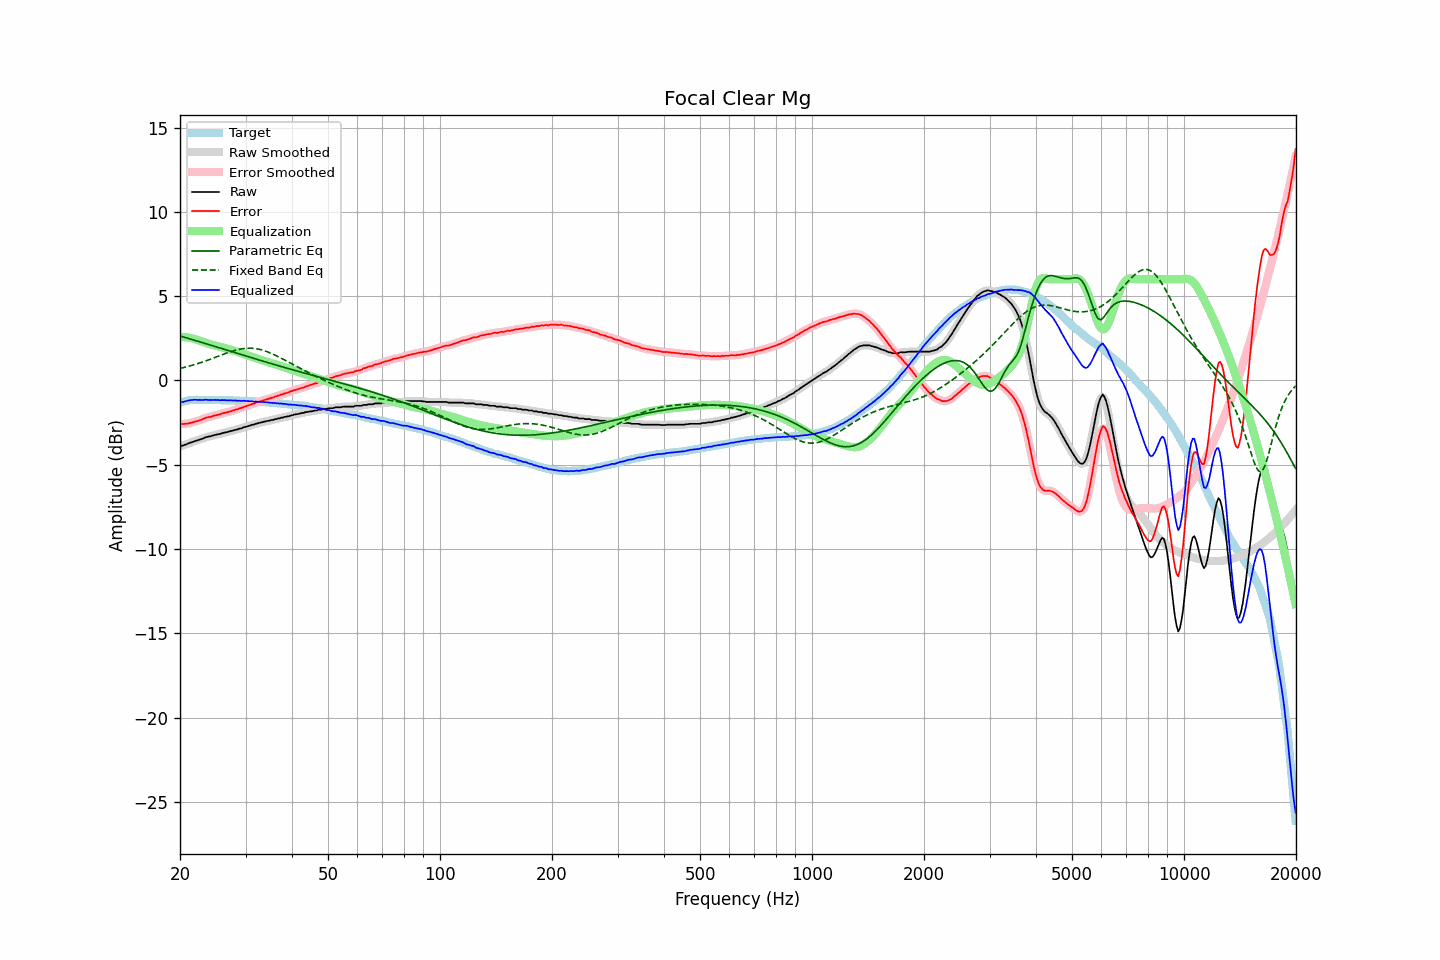 Focal Clear Mg
Target
Raw Smoothed
Error Smoothed
Raw
Error
Equalization
Parametric Eq
Fixed Band Eq
Equalized
15
10
5
0
−5
−10
−15
−20
−25
Amplitude (dBr)
20
50
100
200
500
1000
2000
5000
10000
20000
Frequency (Hz)